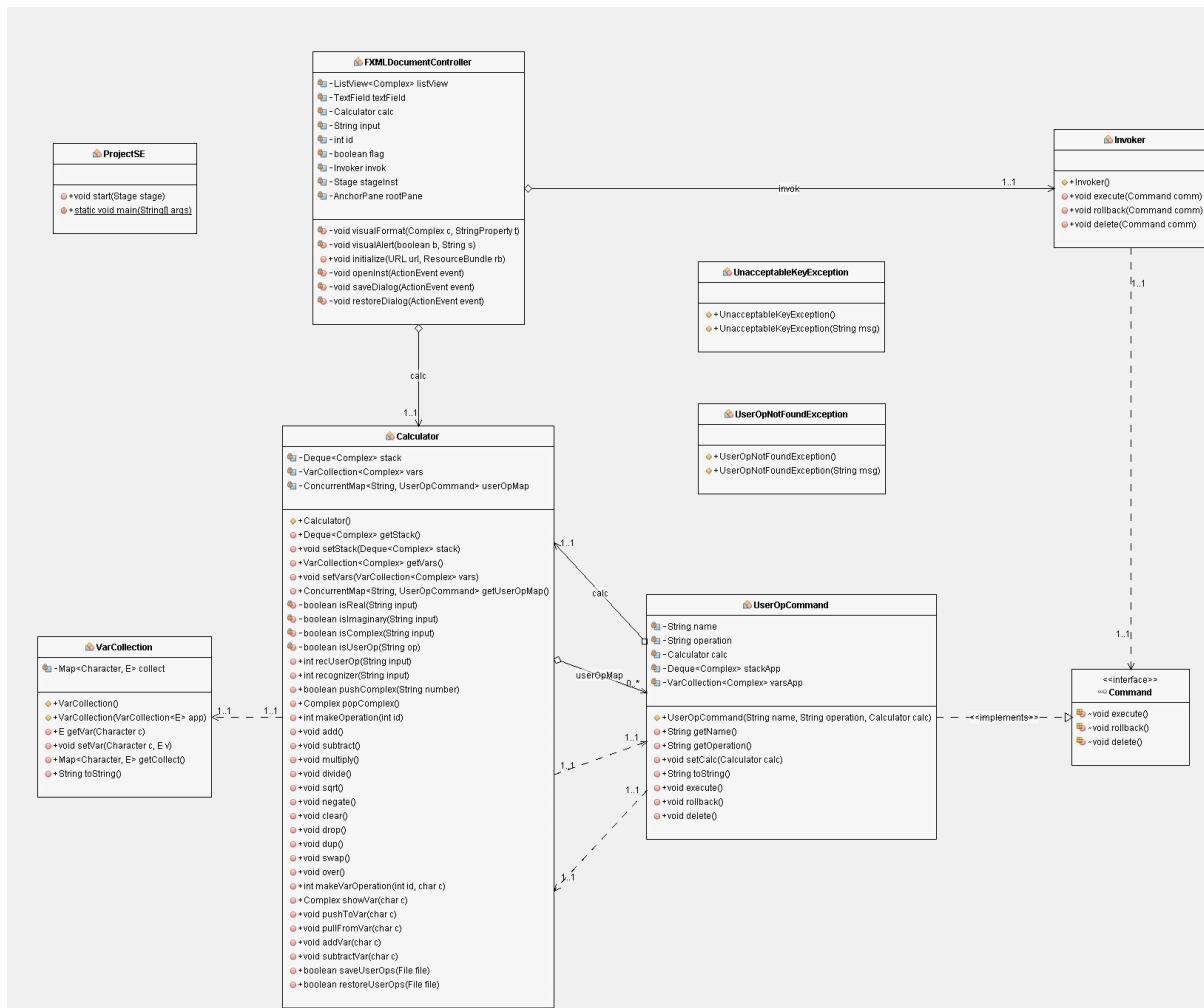 FXMLDocumentController
-ListView<Complex> listView
-TextField textField
-Calculator calc
-String input
-int id
-boolean flag
-Invoker invok
-Stage stageInst
-AnchorPane rootPane
-void visualFormat(Complex c, StringProperty t)
-void visualAlert(boolean b, String s)
+void initialize(URL url, ResourceBundle rb)
-void openInst(ActionEvent event)
-void saveDialog(ActionEvent event)
-void restoreDialog(ActionEvent event)
ProjectSE
+void start(Stage stage)
+static void main(String[] args)
invok
1..1
Invoker
+Invoker()
+void execute(Command comm)
+void rollback(Command comm)
+void delete(Command comm)
1..1
1..1
UnacceptableKeyException
+UnacceptableKeyException()
+UnacceptableKeyException(String msg)
UserOpNotFoundException
+UserOpNotFoundException()
+UserOpNotFoundException(String msg)
calc
1..1
Calculator
-Deque<Complex> stack
-VarCollection<Complex> vars
-ConcurrentMap<String, UserOpCommand> userOpMap
+Calculator()
+Deque<Complex> getStack()
+void setStack(Deque<Complex> stack)
+VarCollection<Complex> getVars()
+void setVars(VarCollection<Complex> vars)
+ConcurrentMap<String, UserOpCommand> getUserOpMap()
-boolean isReal(String input)
-boolean isImaginary(String input)
-boolean isComplex(String input)
-boolean isUserOp(String op)
+int recUserOp(String input)
+int recognizer(String input)
+boolean pushComplex(String number)
+Complex popComplex()
+int makeOperation(int id)
+void add()
+void subtract()
+void multiply()
+void divide()
+void sqrt()
+void negate()
+void clear()
+void drop()
+void dup()
+void swap()
+void over()
+int makeVarOperation(int id, char c)
+Complex showVar(char c)
+void pushToVar(char c)
+void pullFromVar(char c)
+void addVar(char c)
+void subtractVar(char c)
+boolean saveUserOps(File file)
+boolean restoreUserOps(File file)
VarCollection
-Map<Character, E> collect
+VarCollection()
+VarCollection(VarCollection<E> app)
+E getVar(Character c)
+void setVar(Character c, E v)
+Map<Character, E> getCollect()
+String toString()
1..1
1..1
1..1
calc
userOpMap
0..*
1..1
1..1
1..1
1..1
UserOpCommand
-String name
-String operation
-Calculator calc
-Deque<Complex> stackApp
-VarCollection<Complex> varsApp
+UserOpCommand(String name, String operation, Calculator calc)
+String getName()
+String getOperation()
+void setCalc(Calculator calc)
+String toString()
+void execute()
+void rollback()
+void delete()
<<implements>>
<<interface>>
Command
~void execute()
~void rollback()
~void delete()